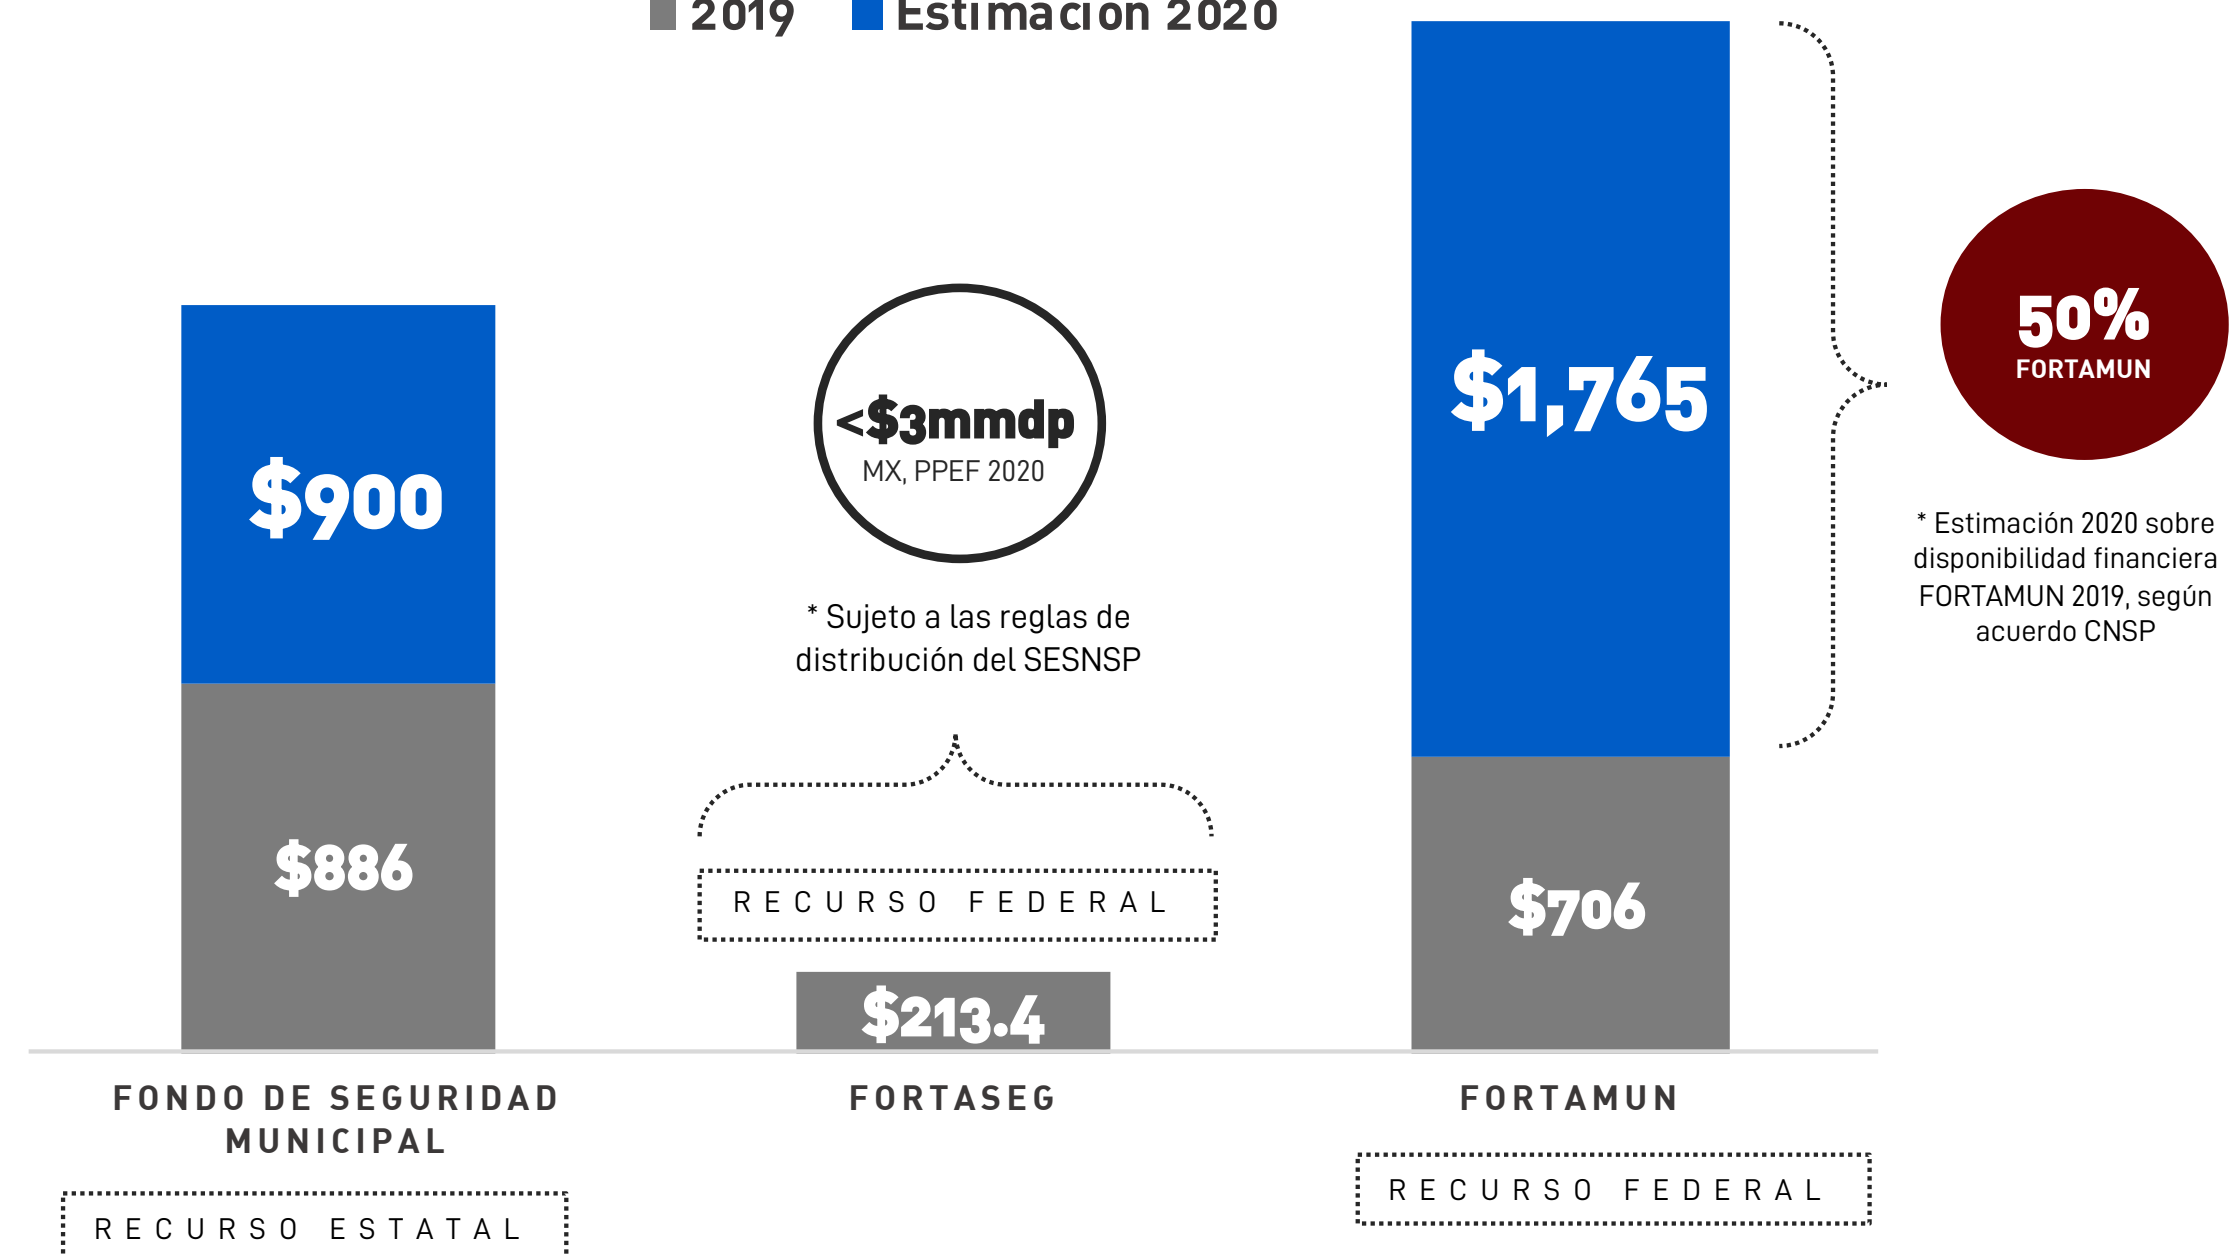 2019 Estimación 2020
$900
$886
FONDO DE SEGURIDAD
MUNICIPAL
RECURSO ESTATAL
<$3mmdp
MX, PPEF 2020
* Sujeto a las reglas de
distribución del SESNSP
RECURSO FEDERAL
$213.4
FORTASEG
$1,765
$706
FORTAMUN
RECURSO FEDERAL
50%
FORTAMUN
* Estimación 2020 sobre
disponibilidad financiera
FORTAMUN 2019, según
acuerdo CNSP